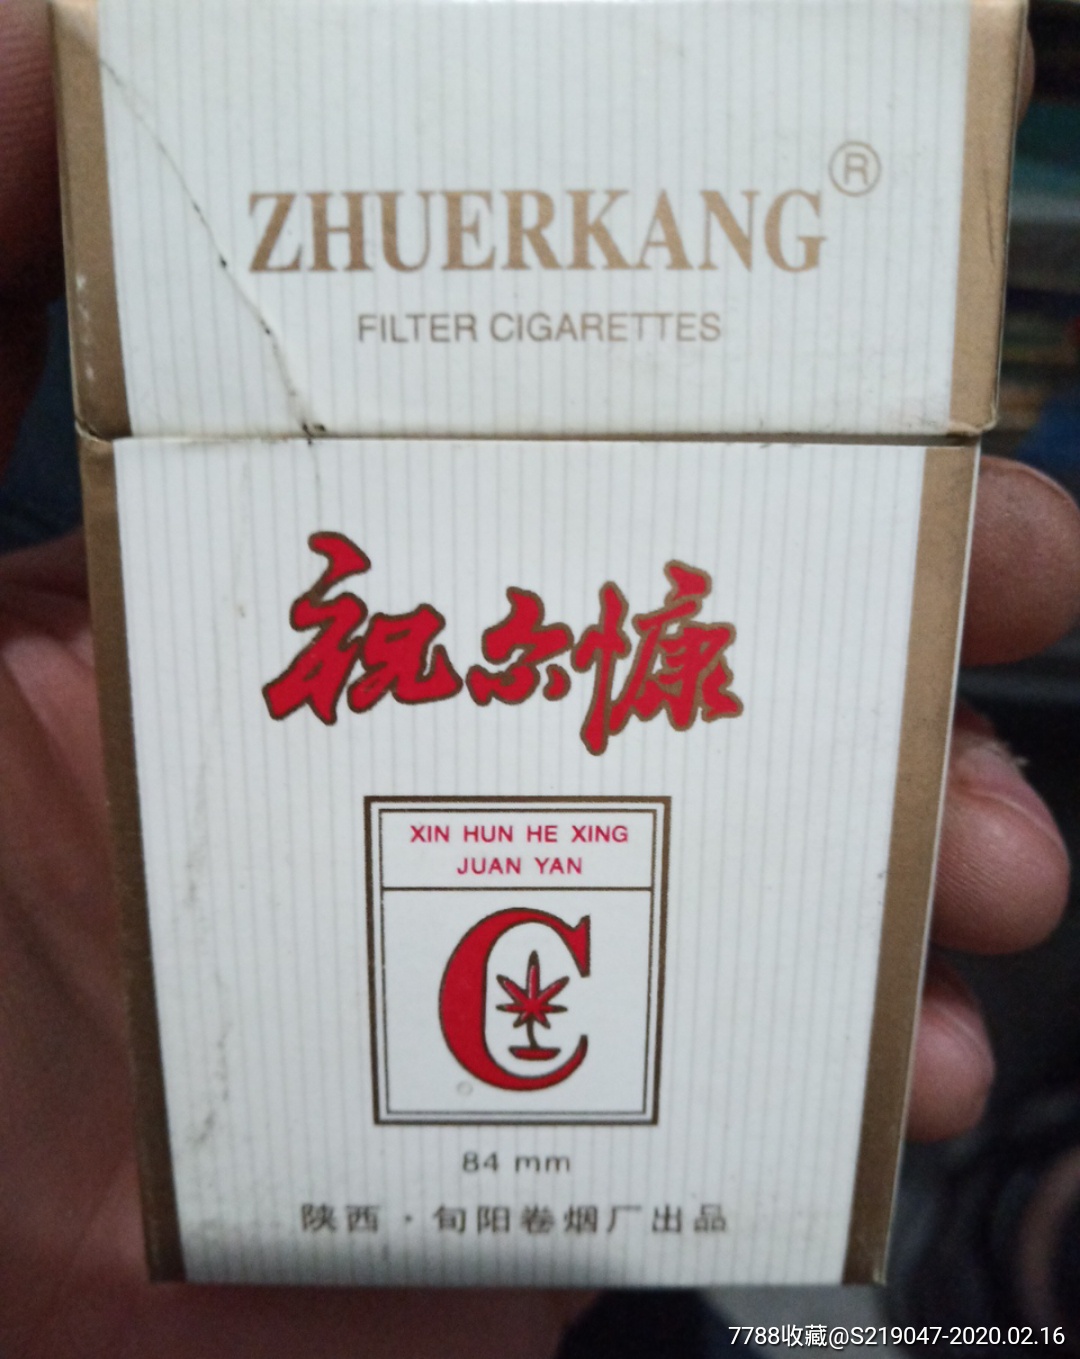 ZHUERKANG®
FILTER CIGARETTES
祝尔慷
XIN HUN HE XING
JUAN YAN
C
84 mm
陕西·旬阳卷烟厂出品
7788收藏@S219047-2020.02.16